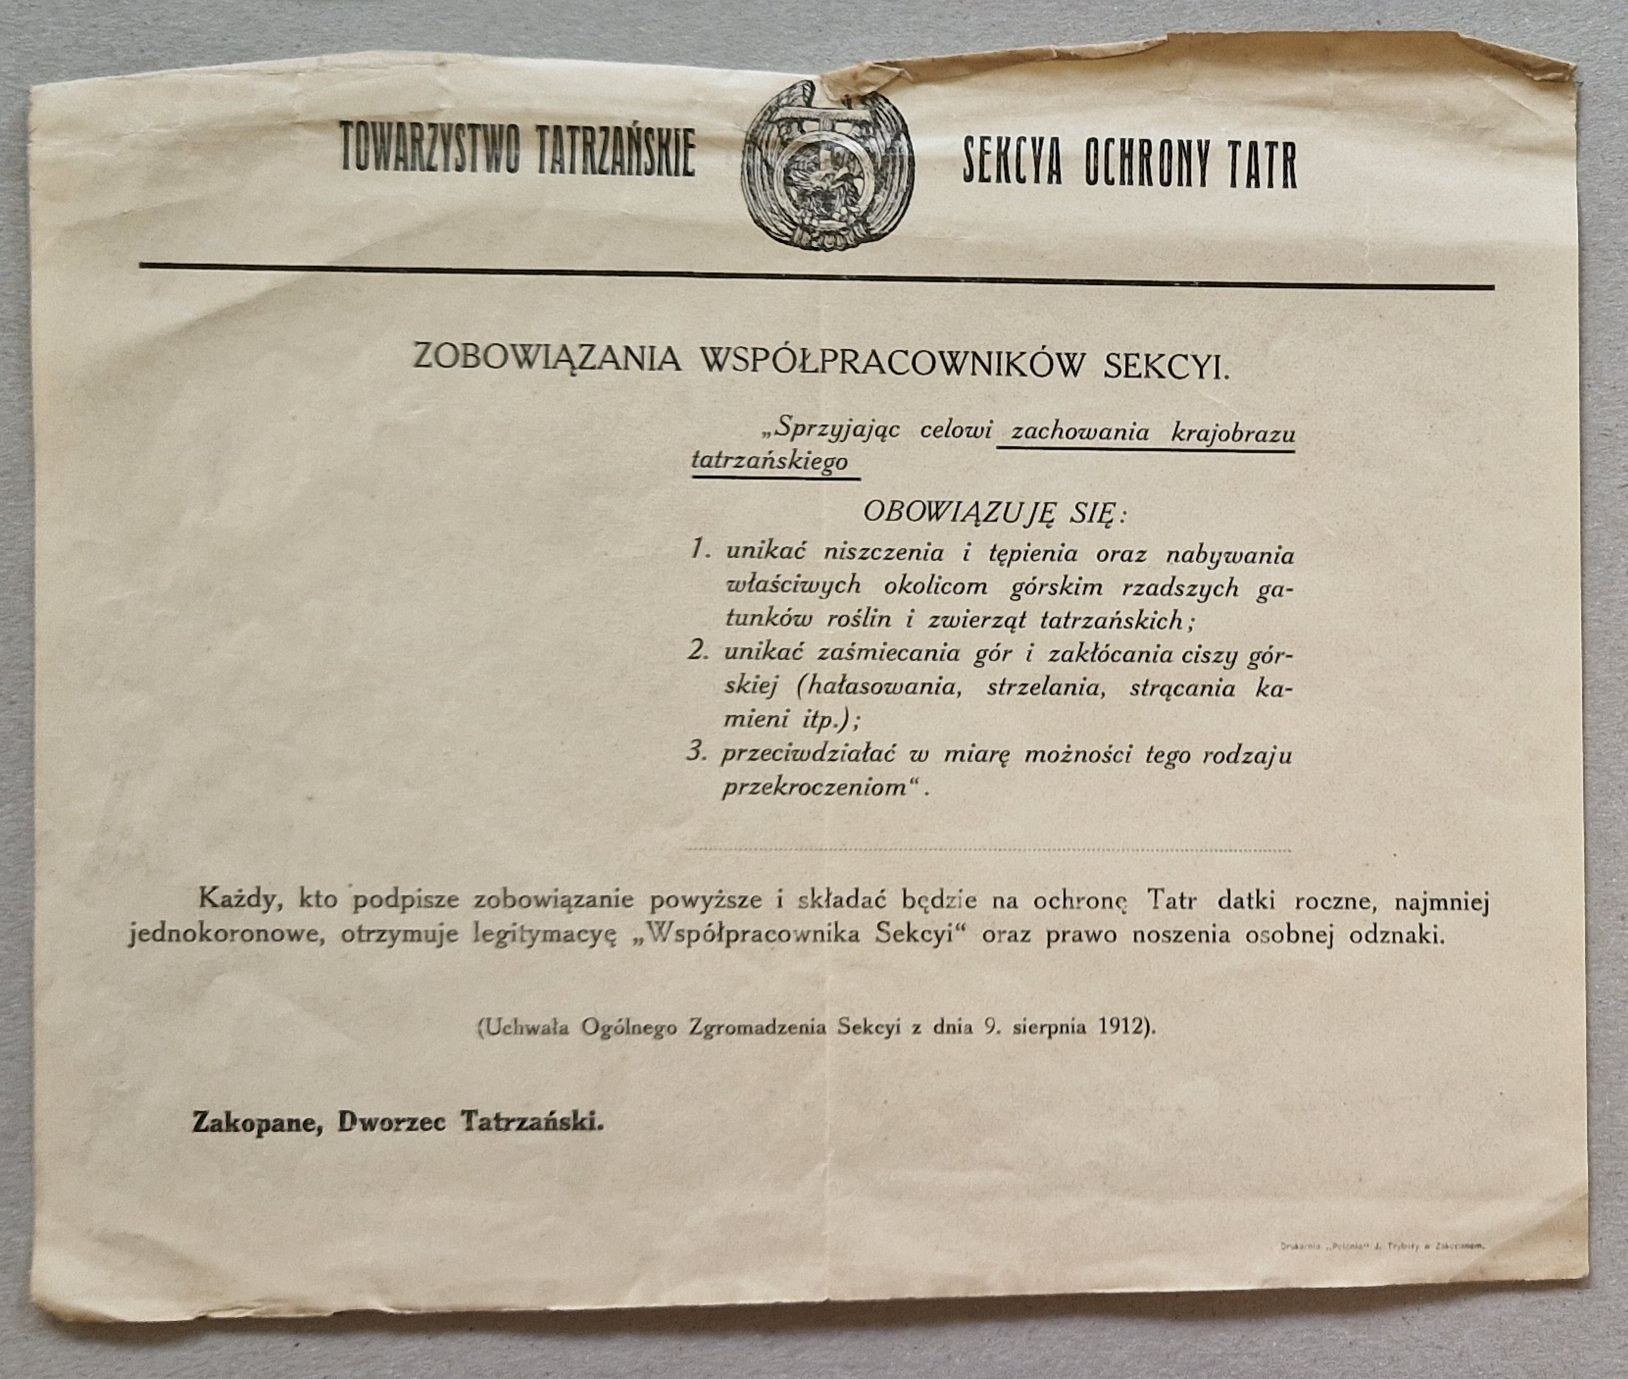 TOWARZYSTWO TATRZAŃSKIE SEKCYA OCHRONY TATR
ZOBOWIĄZANIA WSPÓŁPRACOWNIKÓW SEKCYI.
„Sprzyjając celowi zachowania krajobrazu
tatrzańskiego
OBOWIĄZUJĘ SIĘ:
1. unikać niszczenia i tępienia oraz nabywania
właściwych okolicom górskim rzadszych ga-
tunków roślin i zwierząt tatrzańskich;
2. unikać zaśmiecania gór i zakłócania ciszy gór-
skiej (hałasowania, strzelania, strącania ka-
mieni itp.);
3. przeciwdziałać w miarę możności tego rodzaju
przekroczeniom“.
Każdy, kto podpisze zobowiązanie powyższe i składać będzie na ochronę Tatr datki roczne, najmniej
jednokoronowe, otrzymuje legitymacyę „Współpracownika Sekcyi“ oraz prawo noszenia osobnej odznaki.
(Uchwała Ogólnego Zgromadzenia Sekcyi z dnia 9. sierpnia 1912).
Zakopane, Dworzec Tatrzański.
Drukarnia „Polonia“ J. Trybuły w Zakopanem.